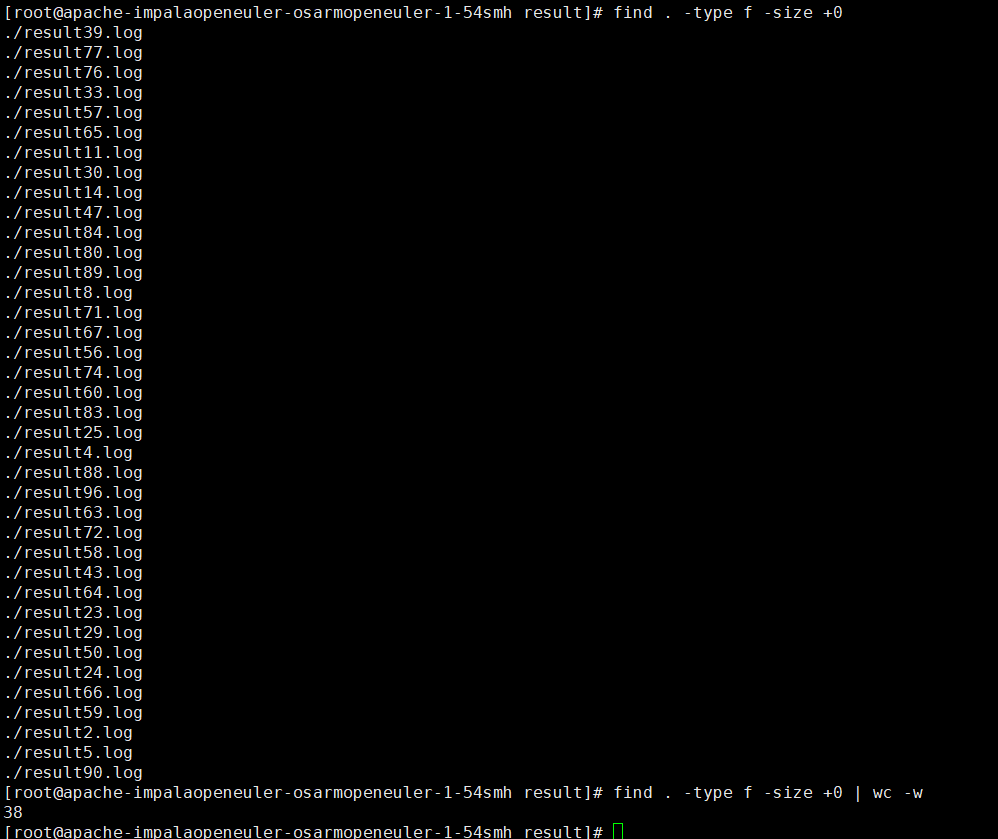 [root@apache-impalaopeneuler-osarmopeneuler-1-54smh result]# find . -type f -size +0
./result39.log
./result77.log
./result76.log
./result33.log
./result57.log
./result65.log
./result11.log
./result30.log
./result14.log
./result47.log
./result84.log
./result80.log
./result89.log
./result8.log
./result71.log
./result67.log
./result56.log
./result74.log
./result60.log
./result83.log
./result25.log
./result4.log
./result88.log
./result96.log
./result63.log
./result72.log
./result58.log
./result43.log
./result64.log
./result23.log
./result29.log
./result50.log
./result24.log
./result66.log
./result59.log
./result2.log
./result5.log
./result90.log
[root@apache-impalaopeneuler-osarmopeneuler-1-54smh result]# find . -type f -size +0 | wc -w
38
[root@apache-impalaopeneuler-osarmopeneuler-1-54smh result]#